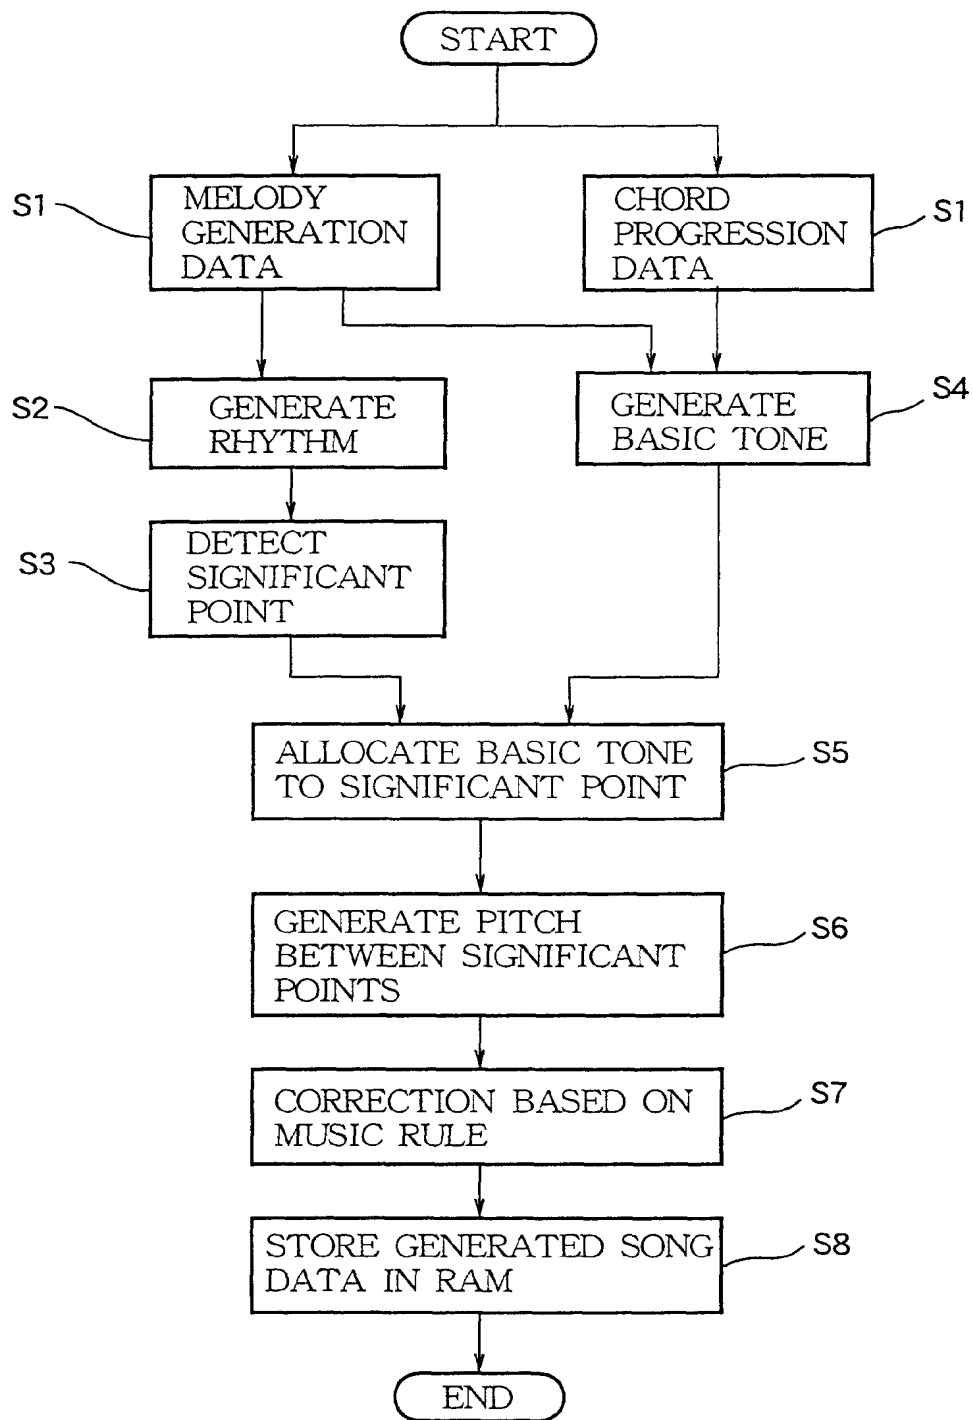 START
S1
MELODY
GENERATION
DATA
CHORD
PROGRESSION
DATA
S1
S2
GENERATE
RHYTHM
GENERATE
BASIC TONE
S4
S3
DETECT
SIGNIFICANT
POINT
ALLOCATE BASIC TONE
TO SIGNIFICANT POINT
S5
GENERATE PITCH
BETWEEN SIGNIFICANT
POINTS
S6
CORRECTION BASED ON
MUSIC RULE
S7
STORE GENERATED SONG
DATA IN RAM
S8
END